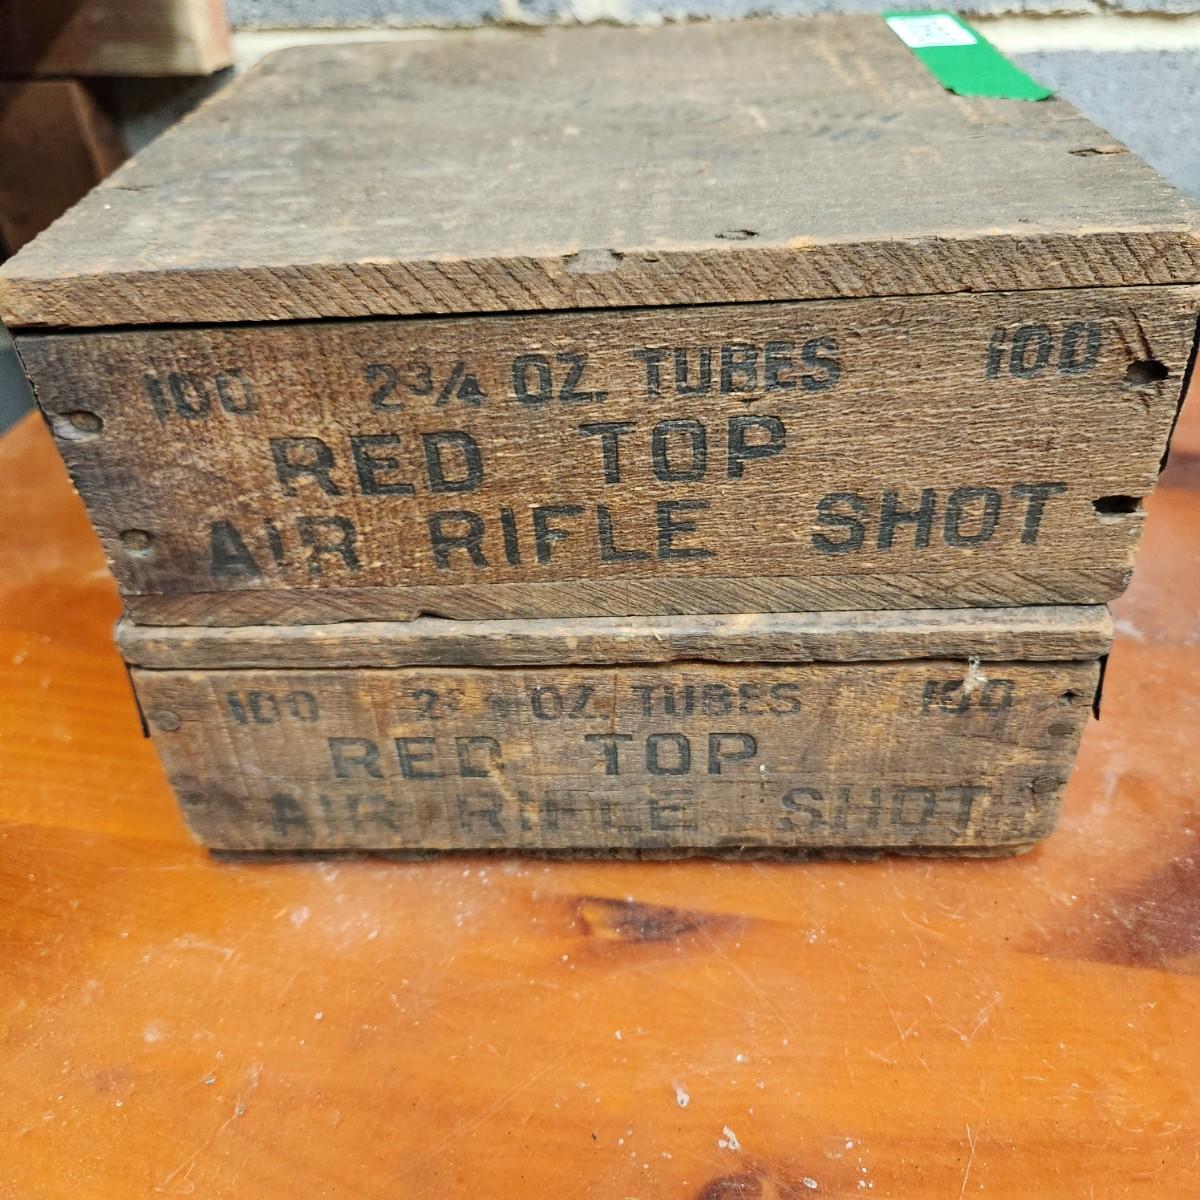 100 2¾ OZ. TUBES 100
RED TOP
AIR RIFLE SHOT
100 2¾ OZ. TUBES 100
RED TOP
AIR RIFLE SHOT